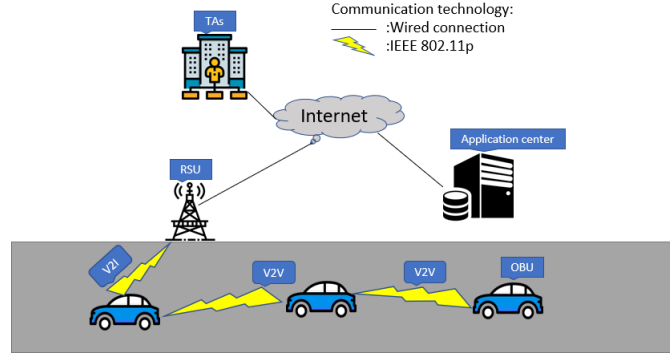 Communication technology:
:Wired connection
:IEEE 802.11p
TAs
Internet
Application center
RSU
V2I
V2V
V2V
OBU